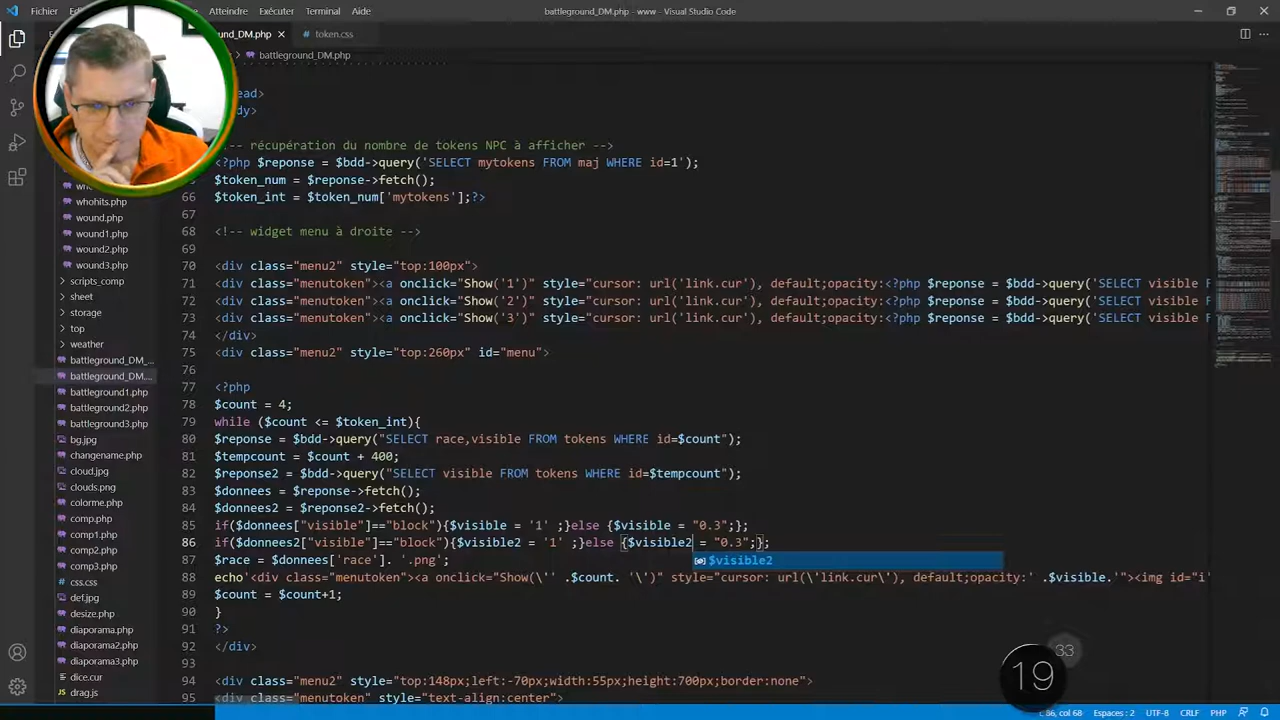 Fichier
Atteindre Exécuter Terminal Aide
battleground_DM.php - www - Visual Studio Code
und_DM.php
token.css
battleground_DM.php
whohits.php
wound.php
wound1.php
wound2.php
wound3.php
scripts_comp
sheet
storage
top
weather
battleground_DM_...
battleground_DM....
battleground1.php
battleground2.php
battleground3.php
bg.jpg
changename.php
cloud.jpg
clouds.png
colorme.php
comp.php
comp1.php
comp2.php
comp3.php
css.css
def.jpg
desize.php
diaporama.php
diaporama2.php
diaporama3.php
dice.cur
drag.js
ead>
dy>
-- récupération du nombre de tokens NPC à afficher -->
<?php $reponse = $bdd->query('SELECT mytokens FROM maj WHERE id=1');
65 $token_num = $reponse->fetch();
66 $token_int = $token_num['mytokens'];?>
67
68 <!-- widget menu à droite -->
69
70 <div class="menu2" style="top:100px">
71 <div class="menutoken"><a onclick="Show('1')" style="cursor: url('link.cur'), default;opacity:<?php $reponse = $bdd->query('SELECT visible F
72 <div class="menutoken"><a onclick="Show('2')" style="cursor: url('link.cur'), default;opacity:<?php $reponse = $bdd->query('SELECT visible F
73 <div class="menutoken"><a onclick="Show('3')" style="cursor: url('link.cur'), default;opacity:<?php $reponse = $bdd->query('SELECT visible F
74 </div>
75 <div class="menu2" style="top:260px" id="menu">
76
77 <?php
78 $count = 4;
79 while ($count <= $token_int){
80 $reponse = $bdd->query("SELECT race,visible FROM tokens WHERE id=$count");
81 $tempcount = $count + 400;
82 $reponse2 = $bdd->query("SELECT visible FROM tokens WHERE id=$tempcount");
83 $donnees = $reponse->fetch();
84 $donnees2 = $reponse2->fetch();
85 if($donnees["visible"]=="block"){$visible = '1' ;}else {$visible = "0.3";};
86 if($donnees2["visible"]=="block"){$visible2 = '1' ;}else {$visible2 = "0.3";};
$visible2
87 $race = $donnees['race']. '.png';
88 echo'<div class="menutoken"><a onclick="Show(\'' .$count. '\')" style="cursor: url(\'link.cur\'), default;opacity:' .$visible.'"><img id="i'
89 $count = $count+1;
90 }
91 ?>
92 </div>
93
94 <div class="menu2" style="top:148px;left:-70px;width:55px;height:700px;border:none">
95 <div class="menutoken" style="text-align:center">
33
19
L 86, col 68 Espaces : 2 UTF-8 CRLF PHP